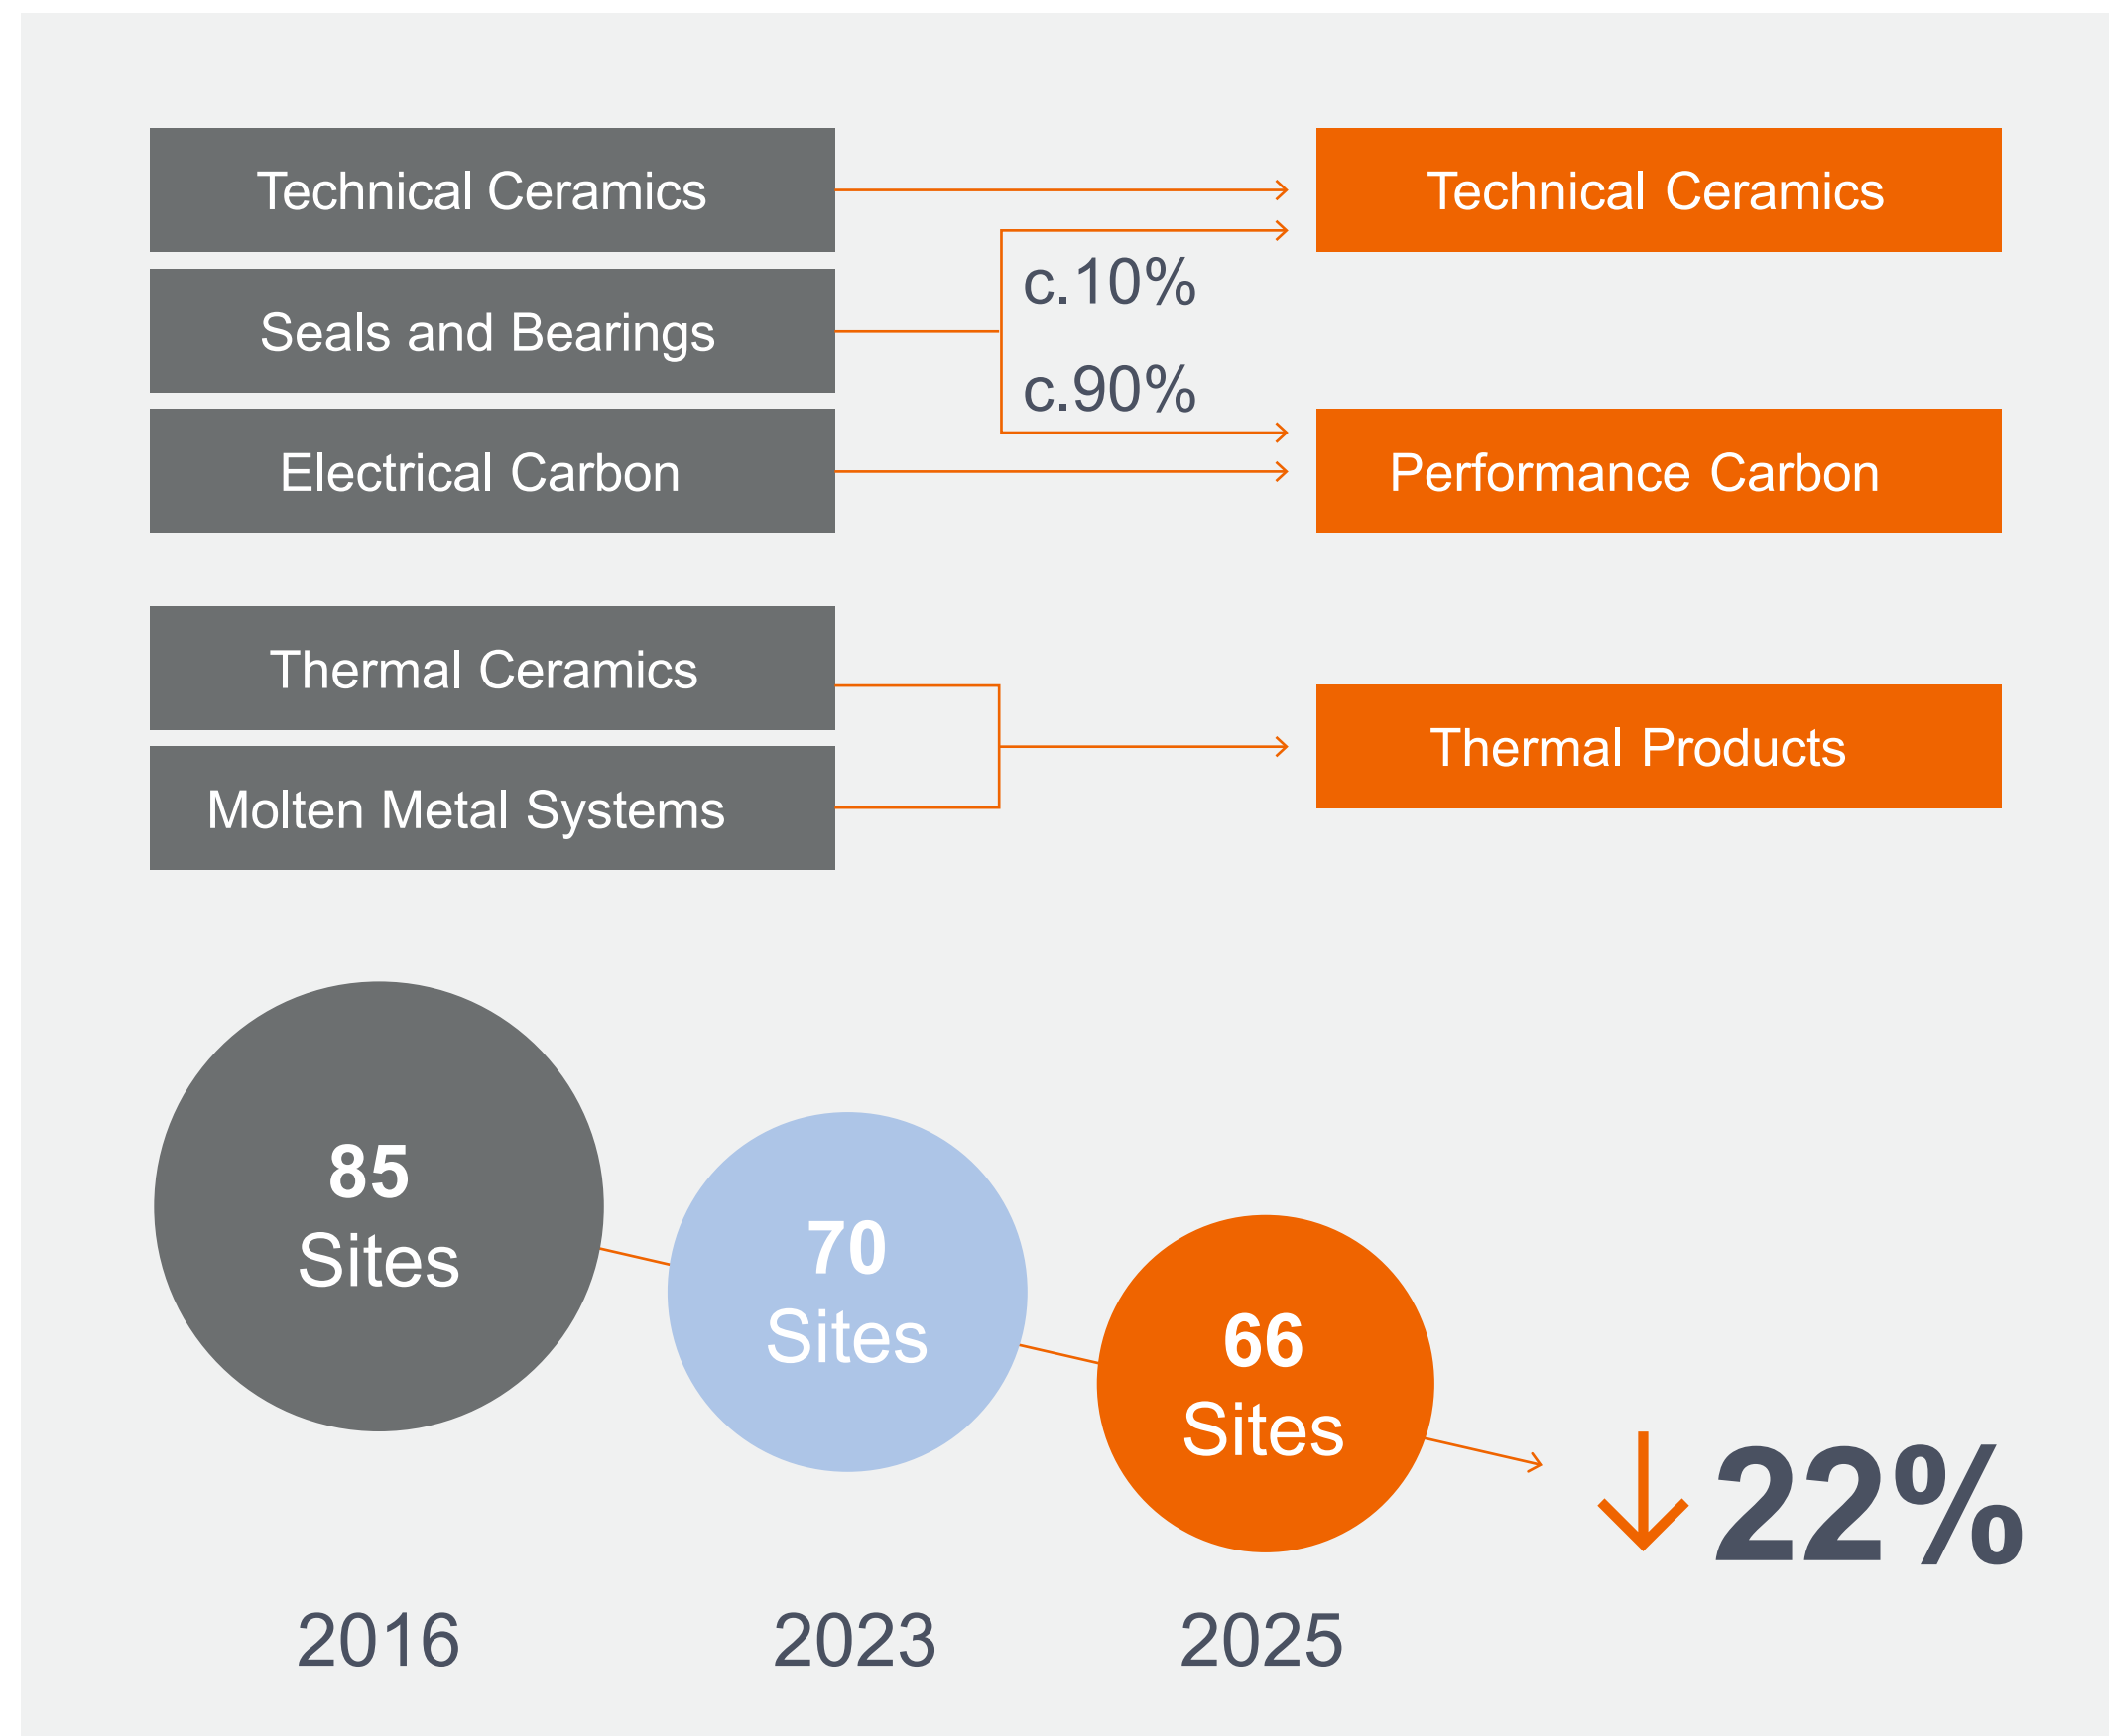 Technical Ceramics
Technical Ceramics
c.10%
Seals and Bearings
c.90%
Electrical Carbon
Performance Carbon
Thermal Ceramics
Thermal Products
Molten Metal Systems
85
Sites
70
Sites
66
Sites
22%
2016
2023
2025